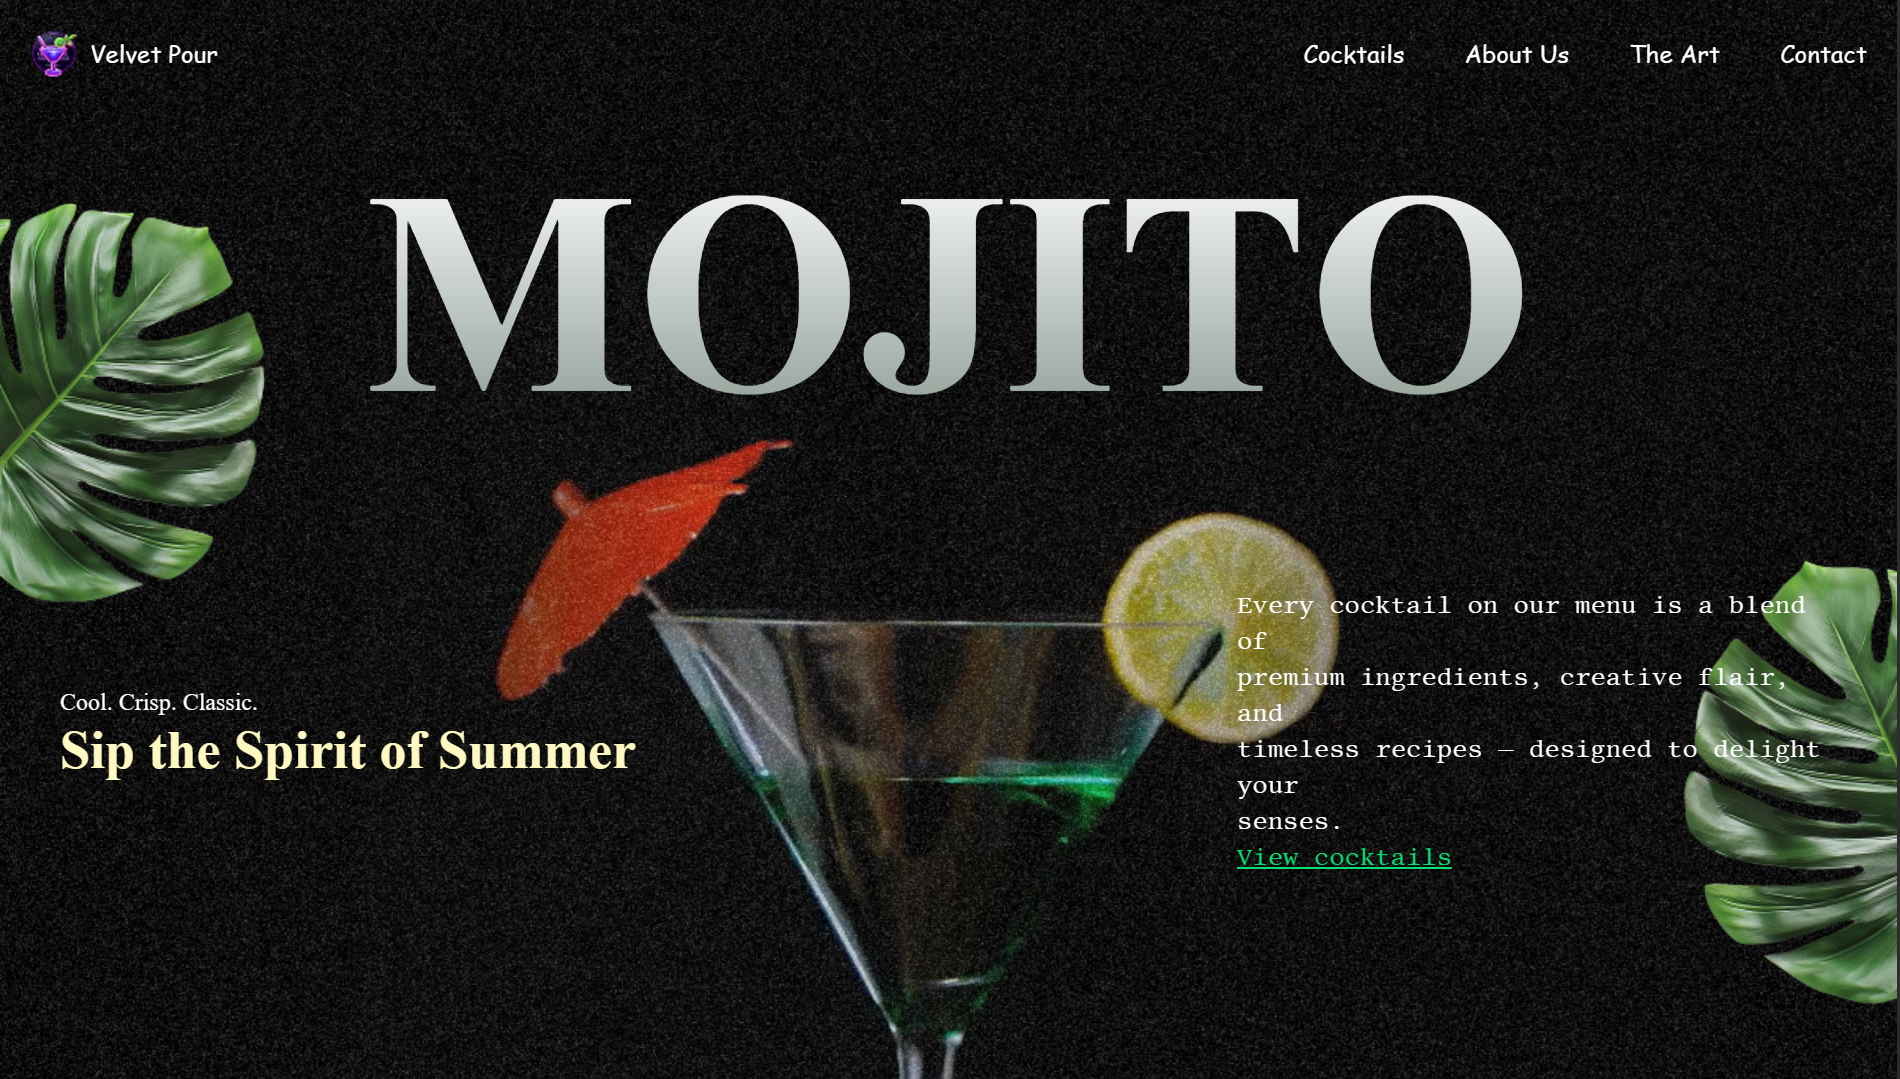 Velvet Pour
Cocktails
About Us
The Art
Contact
MOJITO
Cool. Crisp. Classic.
Sip the Spirit of Summer
Every cocktail on our menu is a blend
of
premium ingredients, creative flair,
and
timeless recipes — designed to delight
your
senses.
View cocktails